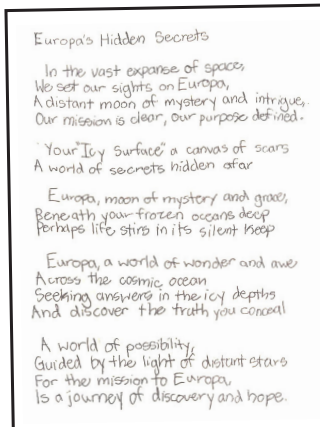 Europa's Hidden Secrets
In the vast expanse of space,
We set our sights on Europa,
A distant moon of mystery and intrigue,
Our mission is clear, our purpose defined.
Your "Icy Surface" a canvas of scars
A world of secrets hidden afar
Europa, moon of mystery and grace,
Beneath your frozen oceans deep
Perhaps life stirs in its silent keep
Europa, a world of wonder and awe
Across the cosmic ocean
Seeking answers in the icy depths
And discover the truth you conceal
A world of possibility,
Guided by the light of distant stars
For the mission to Europa,
Is a journey of discovery and hope.